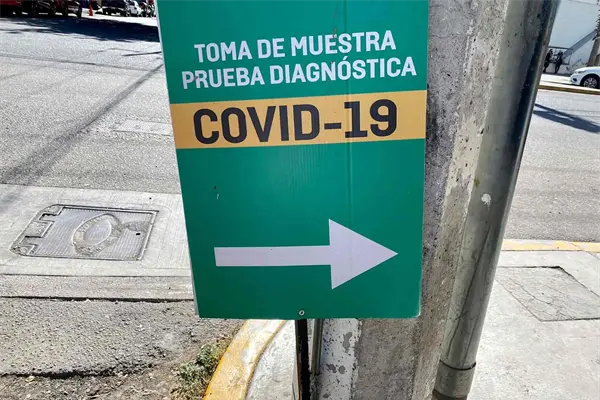 TOMA DE MUESTRA
PRUEBA DIAGNÓSTICA
COVID-19